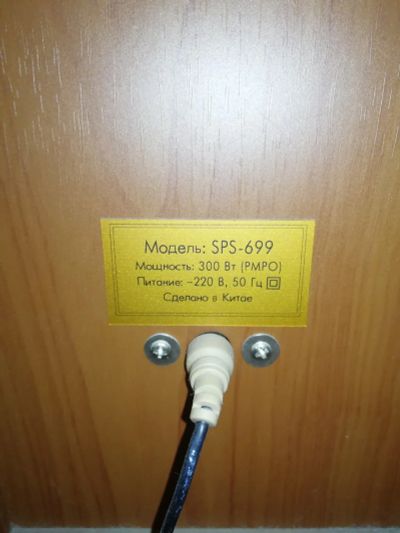 Модель: SPS-699
Мощность: 300 Вт (PMPO)
Питание: ~220 В, 50 Гц
Сделано в Китае